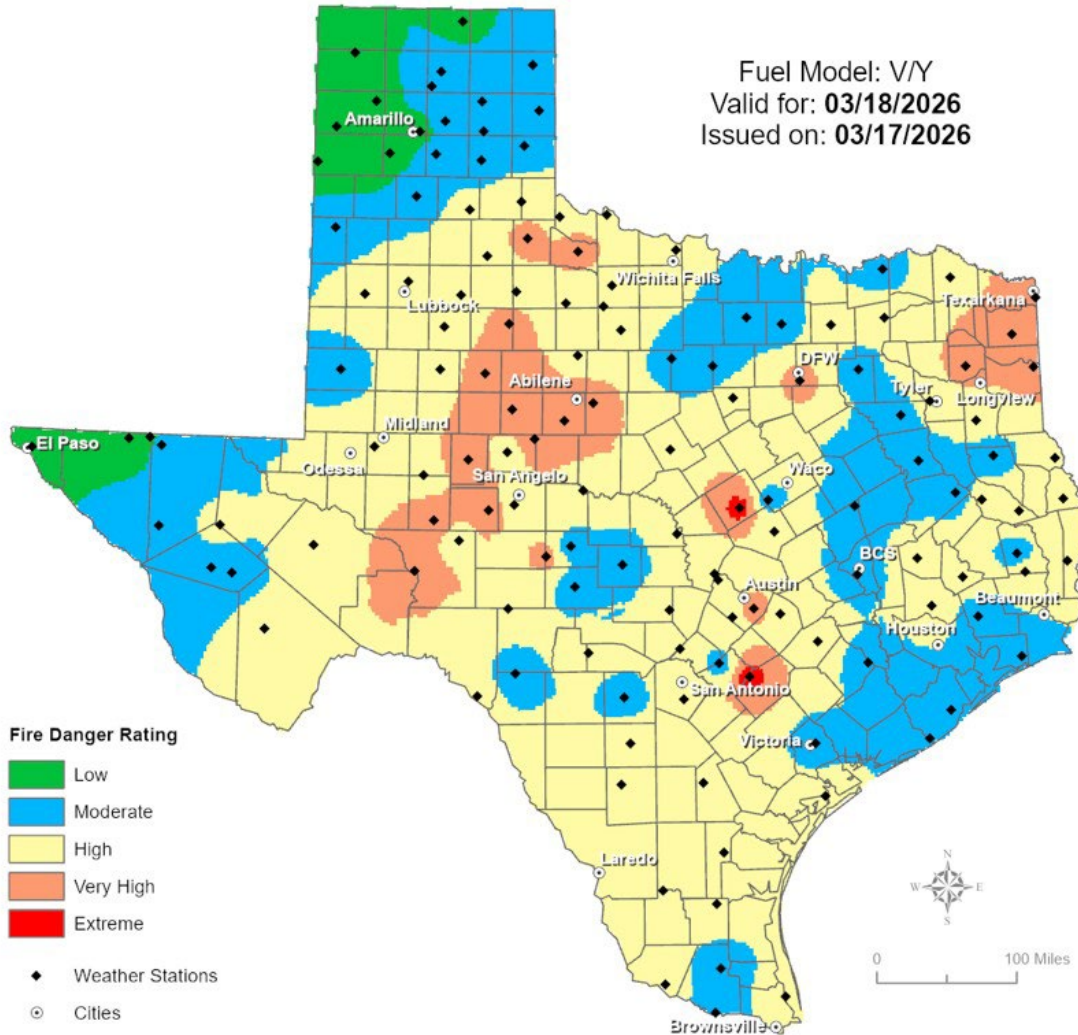 Fuel Model: V/Y
Valid for: 03/18/2026
Issued on: 03/17/2026
Amarillo
Wichita Falls
Lubbock
Texarkana
DFW
Abilene
Tyler
Longview
El Paso
Midland
Odessa
San Angelo
Waco
BCS
Austin
Beaumont
Houston
San Antonio
Victoria
Laredo
Brownsville
Fire Danger Rating
Low
Moderate
High
Very High
Extreme
Weather Stations
Cities
N
W E
S
0 100 Miles